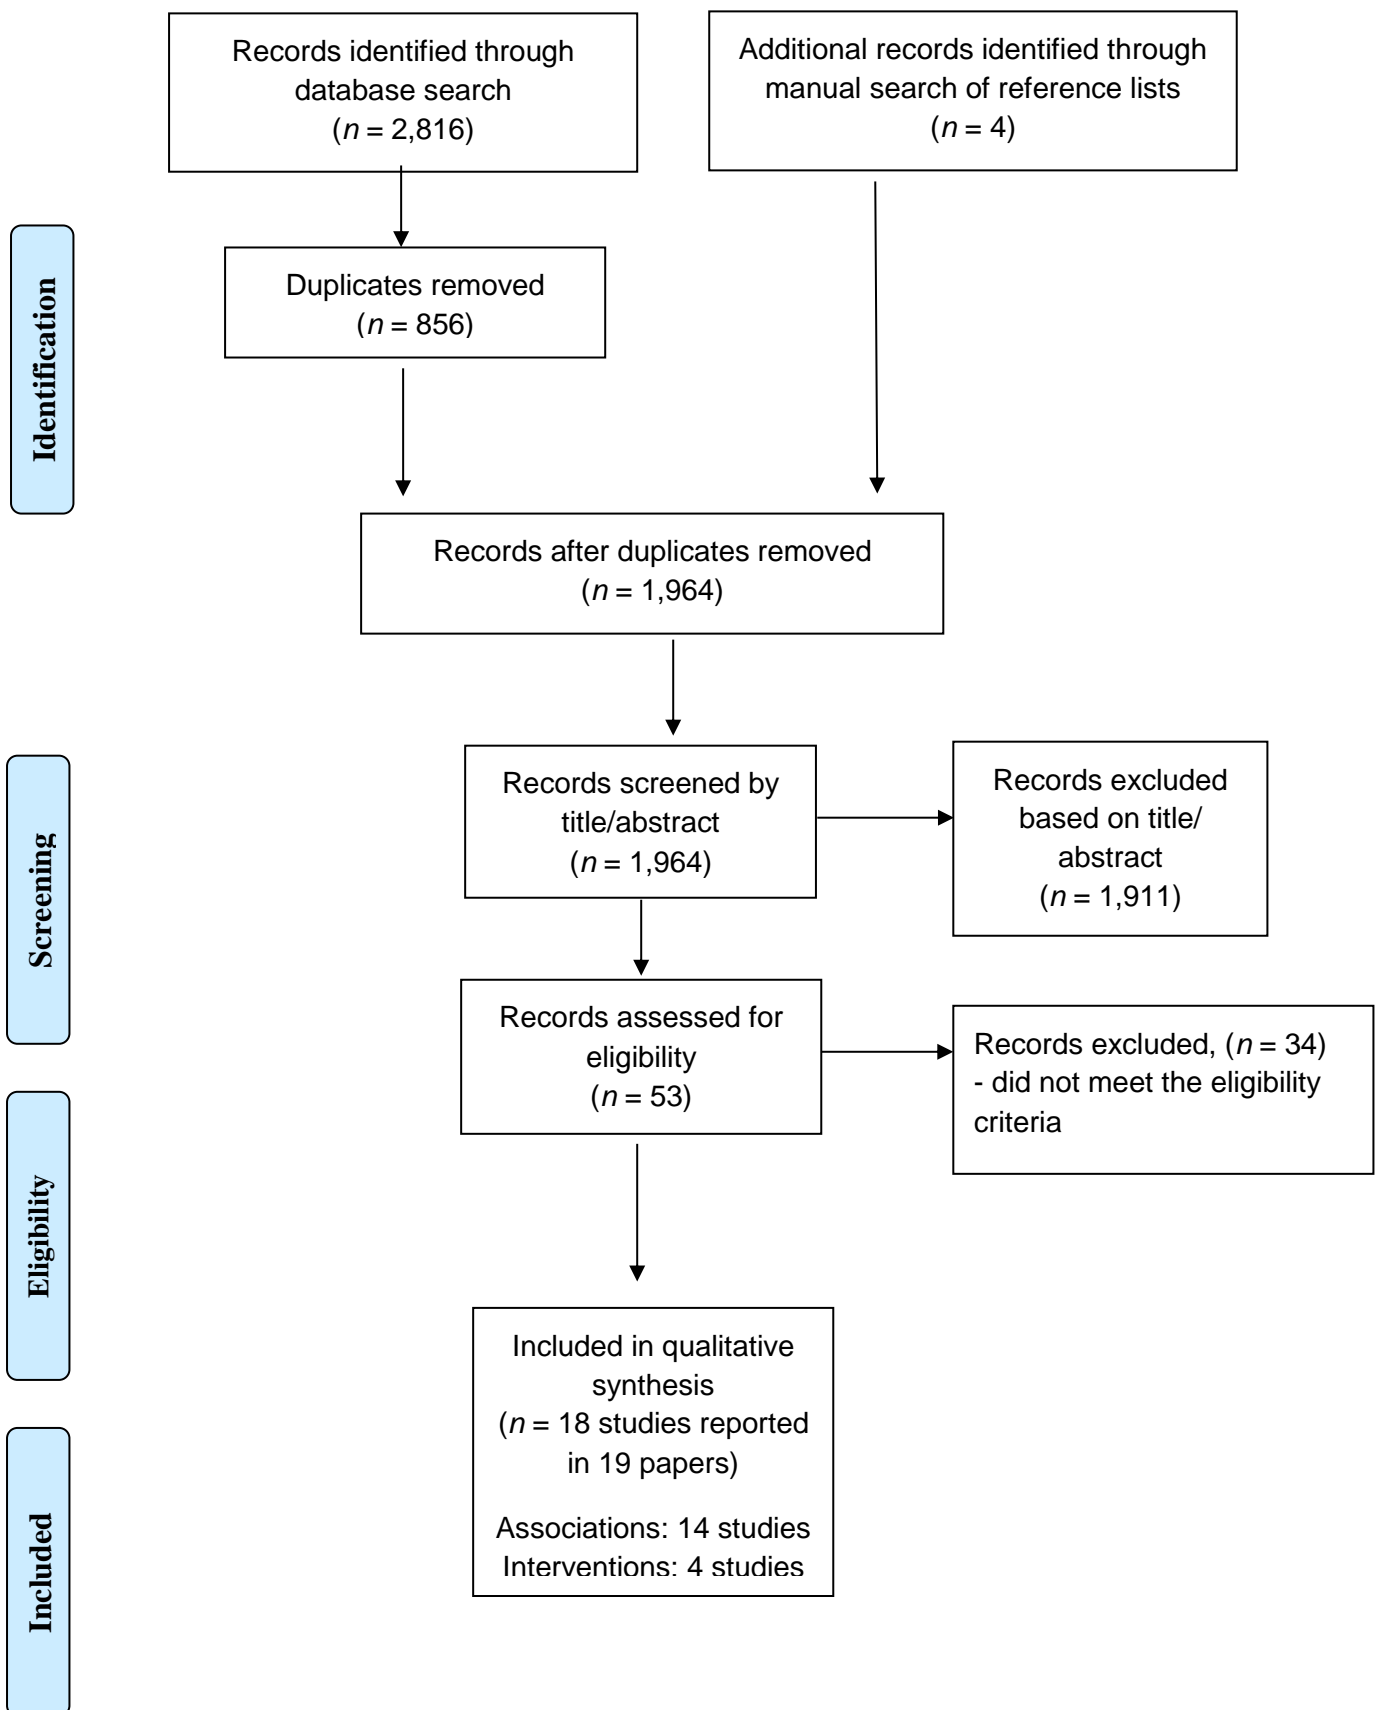 Records identified through
database search
(n = 2,816)
Additional records identified through
manual search of reference lists
(n = 4)
Identification
Duplicates removed
(n = 856)
Records after duplicates removed
(n = 1,964)
Screening
Records screened by
title/abstract
(n = 1,964)
Records excluded
based on title/
abstract
(n = 1,911)
Records assessed for
eligibility
(n = 53)
Records excluded, (n = 34)
- did not meet the eligibility
criteria
Eligibility
Included in qualitative
synthesis
(n = 18 studies reported
in 19 papers)
Associations: 14 studies
Interventions: 4 studies
Included